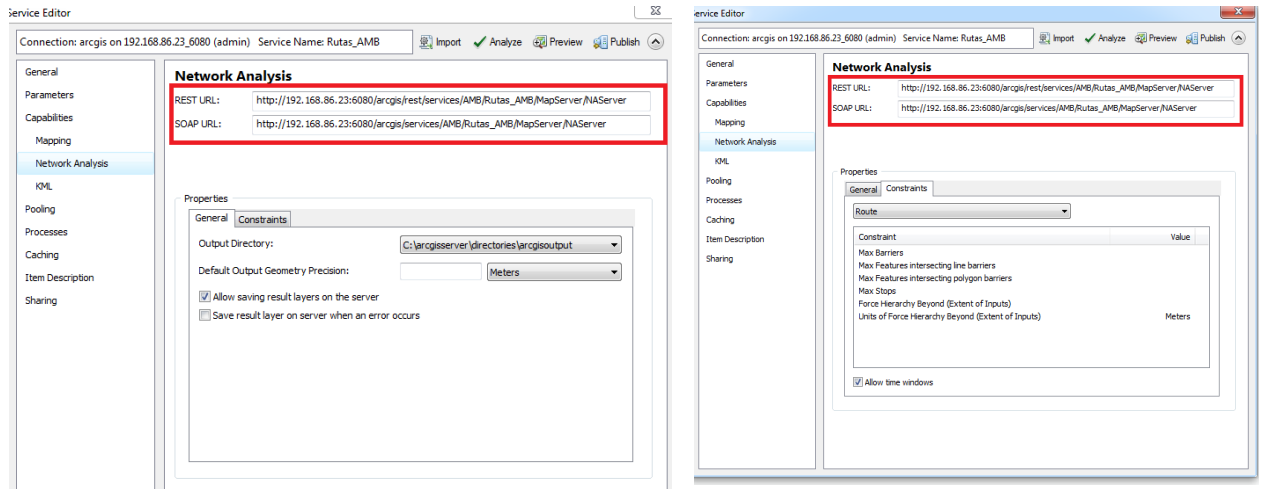 Service Editor
Connection: arcgis on 192.168.86.23_6080 (admin) Service Name: Rutas_AMB Import Analyze Preview Publish
General
Parameters
Capabilities
Mapping
Network Analysis
KML
Pooling
Processes
Caching
Item Description
Sharing
Network Analysis
REST URL: http://192.168.86.23:6080/arcgis/rest/services/AMB/Rutas_AMB/MapServer/NAServer
SOAP URL: http://192.168.86.23:6080/arcgis/services/AMB/Rutas_AMB/MapServer/NAServer
Properties
General Constraints
Output Directory: C:\arcgisserver\directories\arcgisoutput
Default Output Geometry Precision: Meters
Allow saving result layers on the server
Save result layer on server when an error occurs
Service Editor
Connection: arcgis on 192.168.86.23_6080 (admin) Service Name: Rutas_AMB Import Analyze Preview Publish
General
Parameters
Capabilities
Mapping
Network Analysis
KML
Pooling
Processes
Caching
Item Description
Sharing
Network Analysis
REST URL: http://192.168.86.23:6080/arcgis/rest/services/AMB/Rutas_AMB/MapServer/NAServer
SOAP URL: http://192.168.86.23:6080/arcgis/services/AMB/Rutas_AMB/MapServer/NAServer
Properties
General Constraints
Route
Constraint Value
Max Barriers
Max Features intersecting line barriers
Max Features intersecting polygon barriers
Max Stops
Force Hierarchy Beyond (Extent of Inputs)
Units of Force Hierarchy Beyond (Extent of Inputs) Meters
Allow time windows